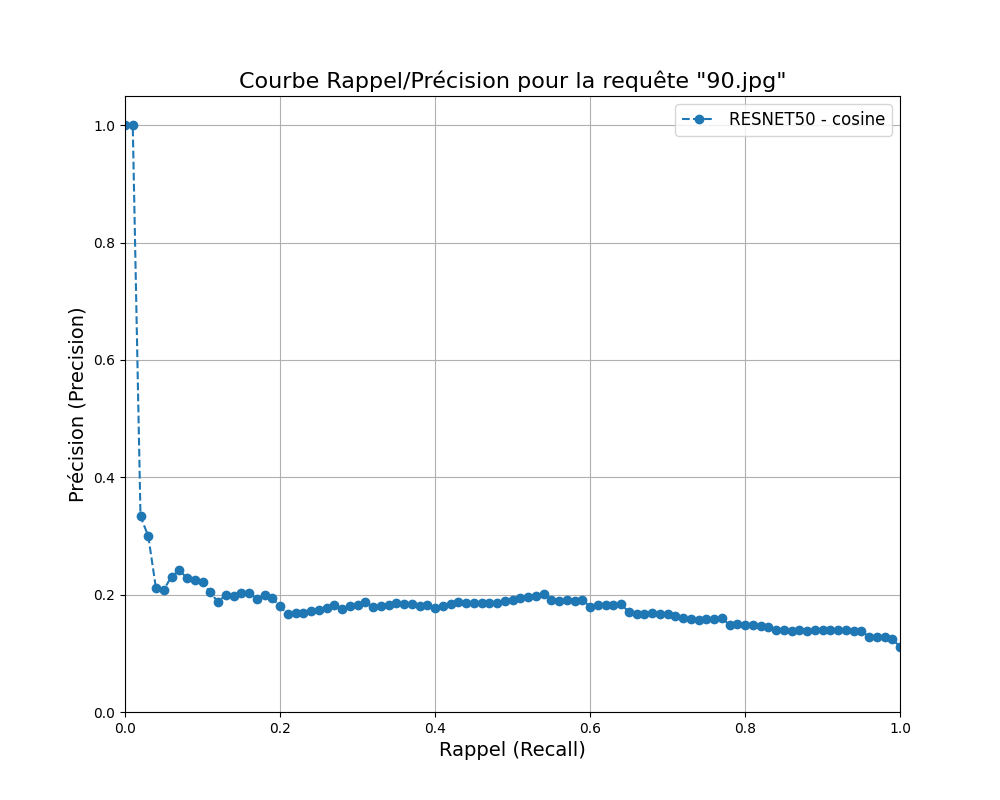 Courbe Rappel/Précision pour la requête "90.jpg"
RESNET50 - cosine
1.0
0.8
0.6
0.4
0.2
0.0
Précision (Precision)
0.0 0.2 0.4 0.6 0.8 1.0
Rappel (Recall)